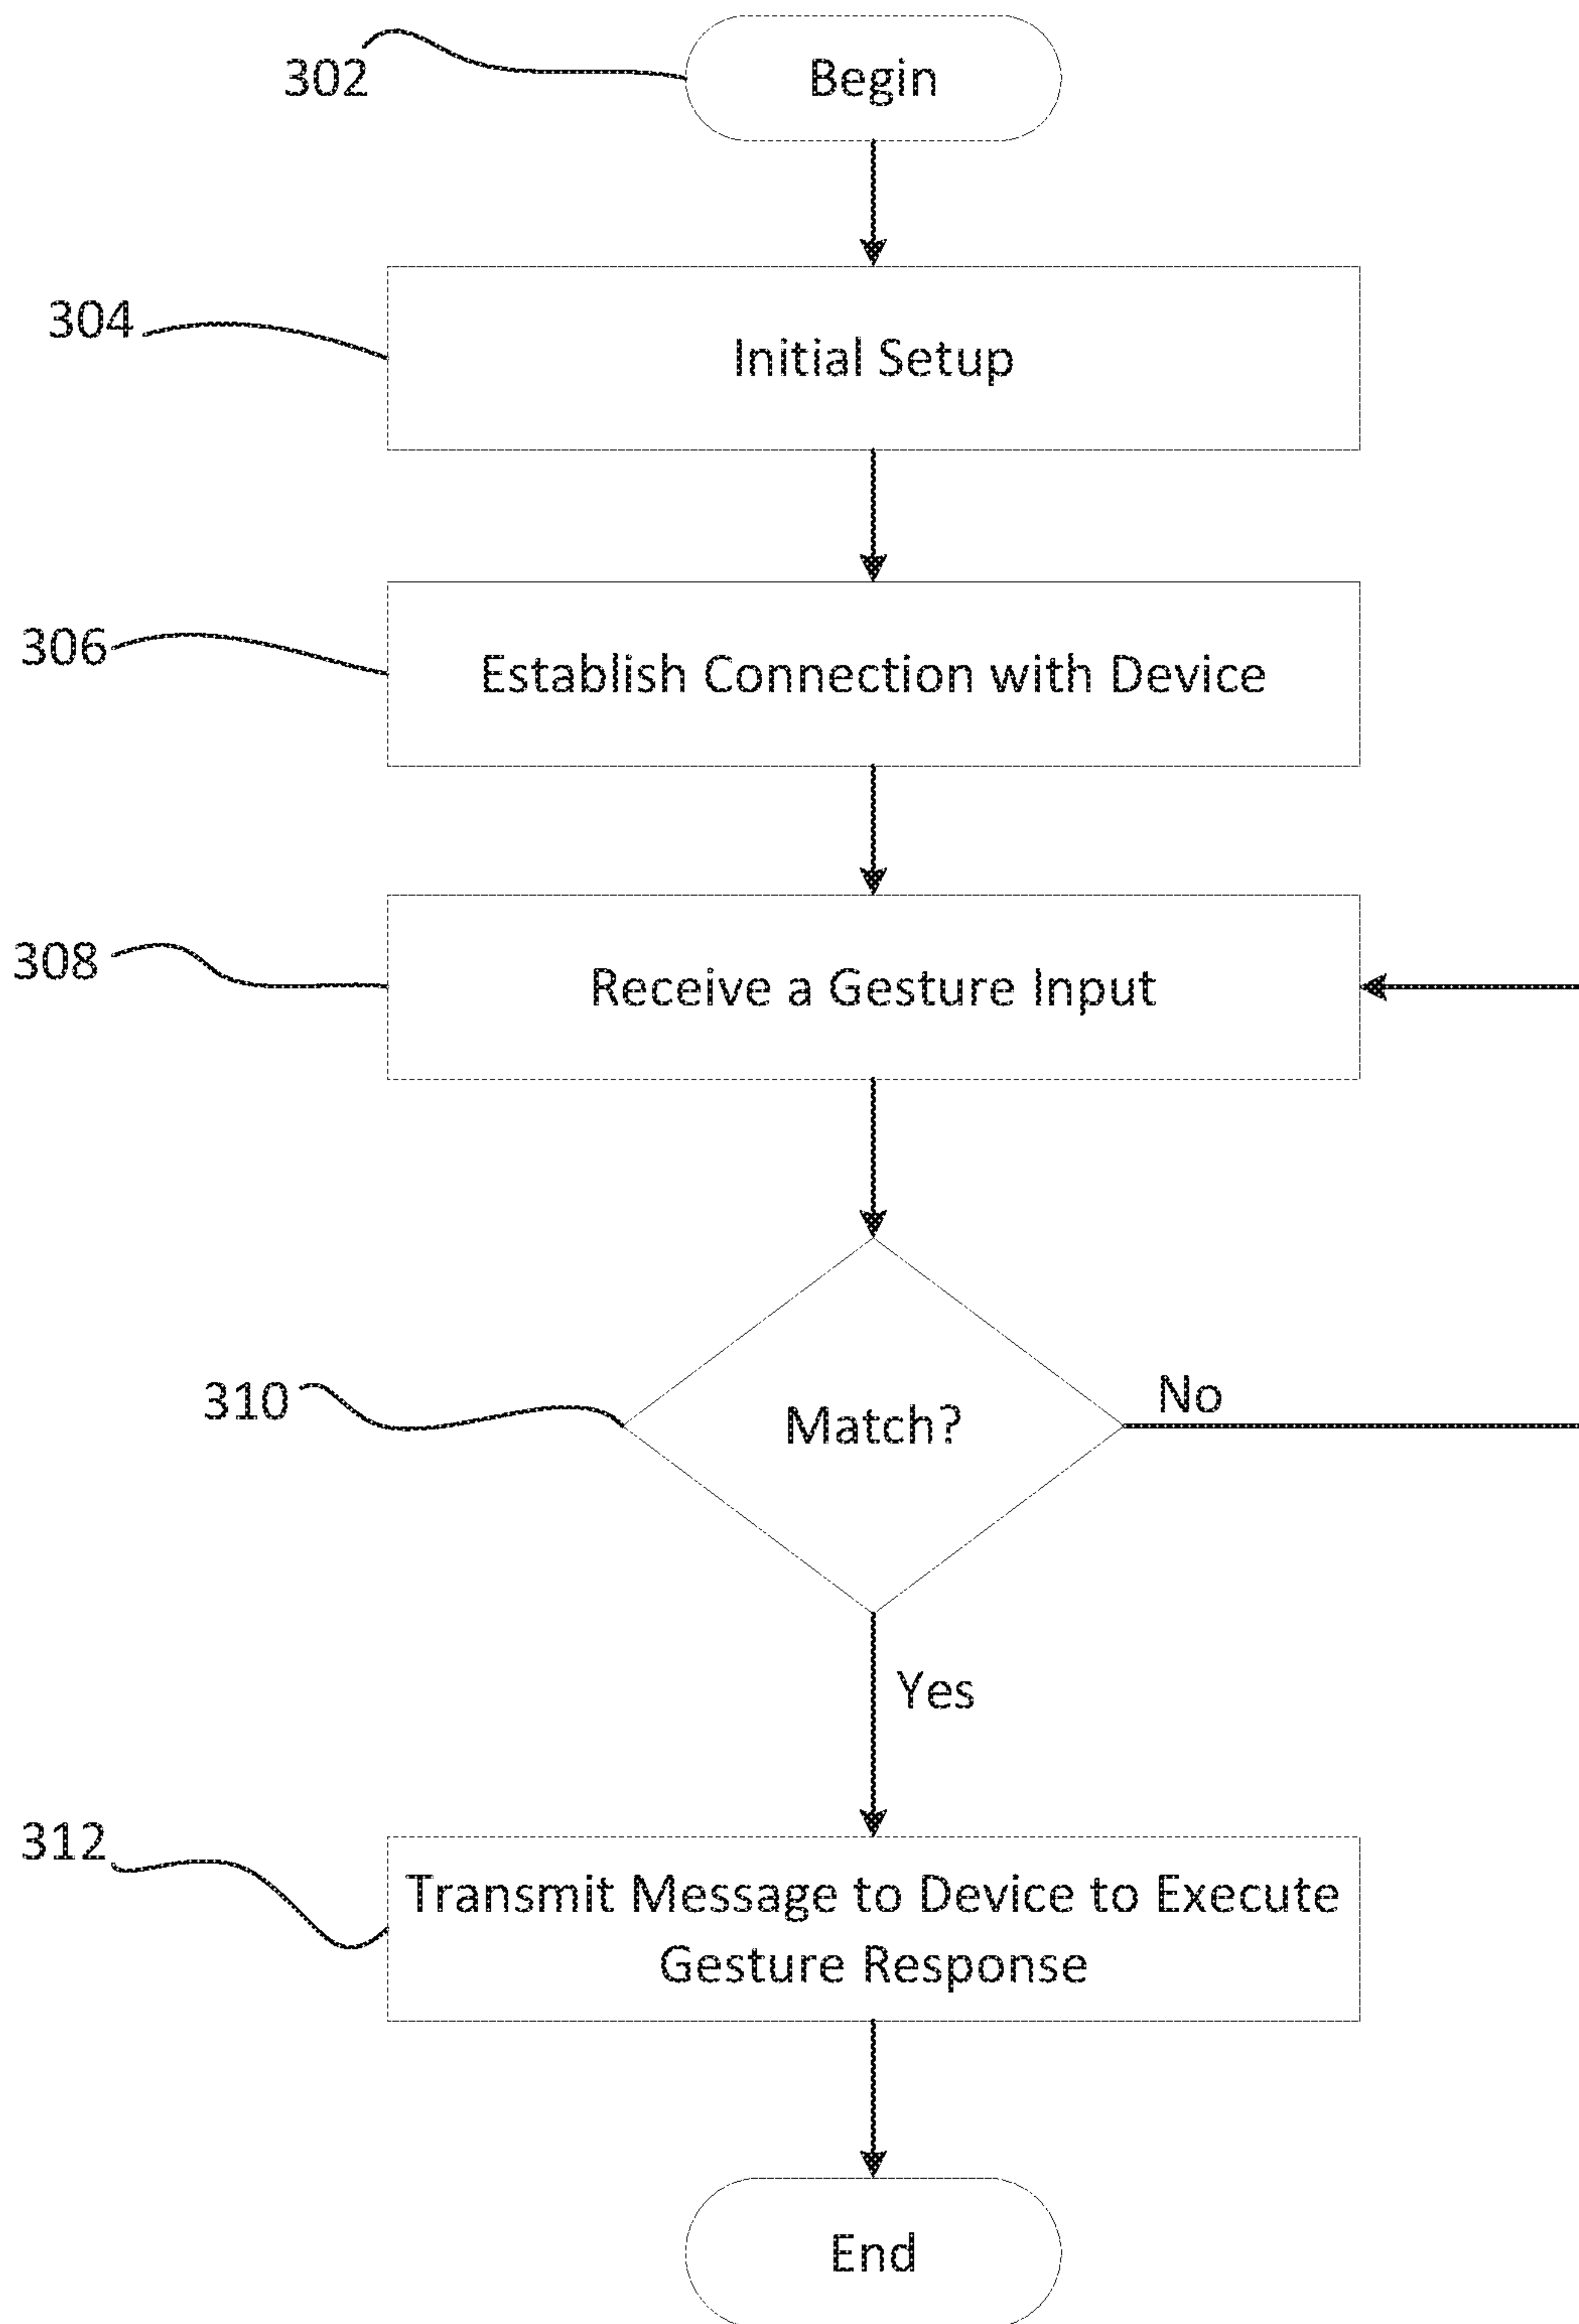 302
Begin
304
Initial Setup
306
Establish Connection with Device
308
Receive a Gesture Input
310
Match?
No
Yes
312
Transmit Message to Device to Execute
Gesture Response
End